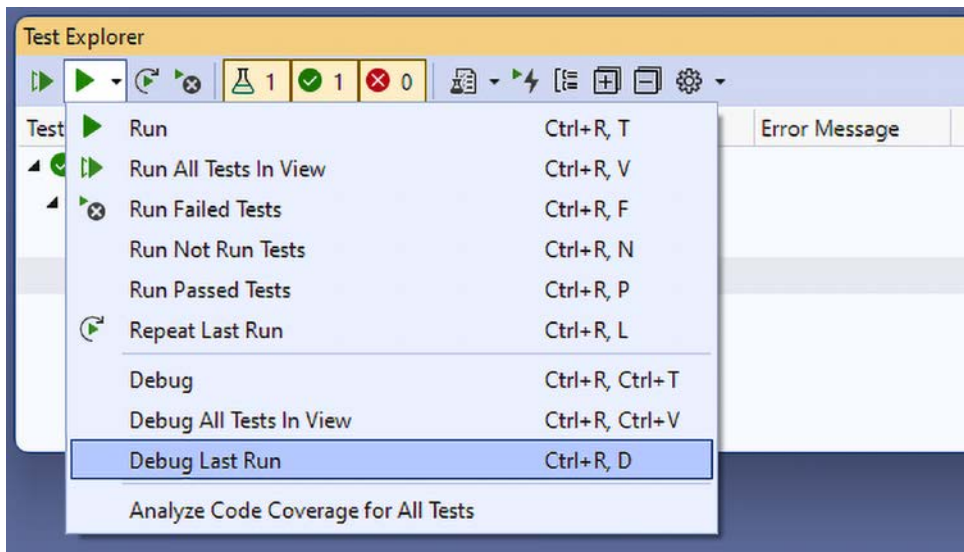 Test Explorer
1 1 0
Test Error Message
Run Ctrl+R, T
Run All Tests In View Ctrl+R, V
Run Failed Tests Ctrl+R, F
Run Not Run Tests Ctrl+R, N
Run Passed Tests Ctrl+R, P
Repeat Last Run Ctrl+R, L
Debug Ctrl+R, Ctrl+T
Debug All Tests In View Ctrl+R, Ctrl+V
Debug Last Run Ctrl+R, D
Analyze Code Coverage for All Tests